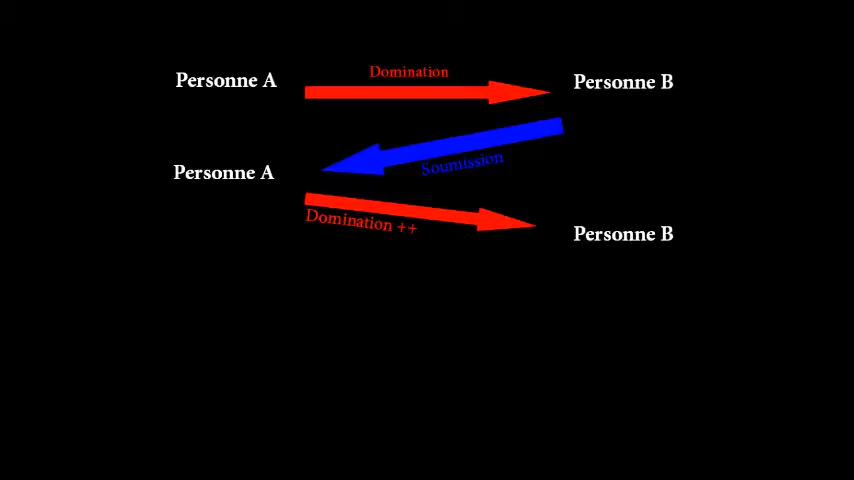 Domination
Personne A
Personne B
Soumission
Personne A
Domination ++
Personne B